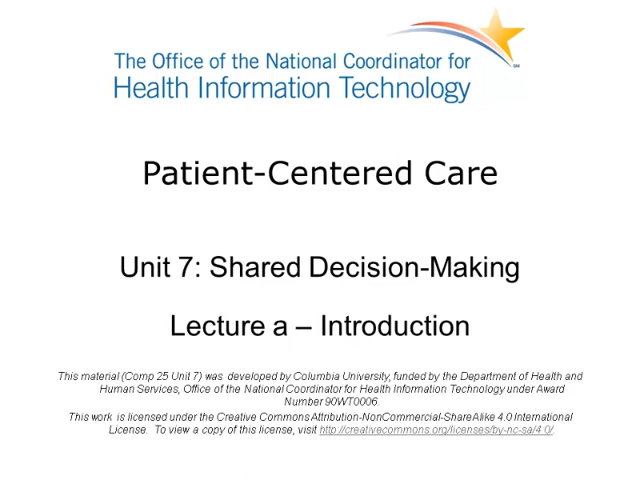 The Office of the National Coordinator for
Health Information Technology
Patient-Centered Care
Unit 7: Shared Decision-Making
Lecture a – Introduction
This material (Comp 25 Unit 7) was developed by Columbia University, funded by the Department of Health and
Human Services, Office of the National Coordinator for Health Information Technology under Award
Number 90WT0006.
This work is licensed under the Creative Commons Attribution-NonCommercial-ShareAlike 4.0 International
License. To view a copy of this license, visit http://creativecommons.org/licenses/by-nc-sa/4.0/.